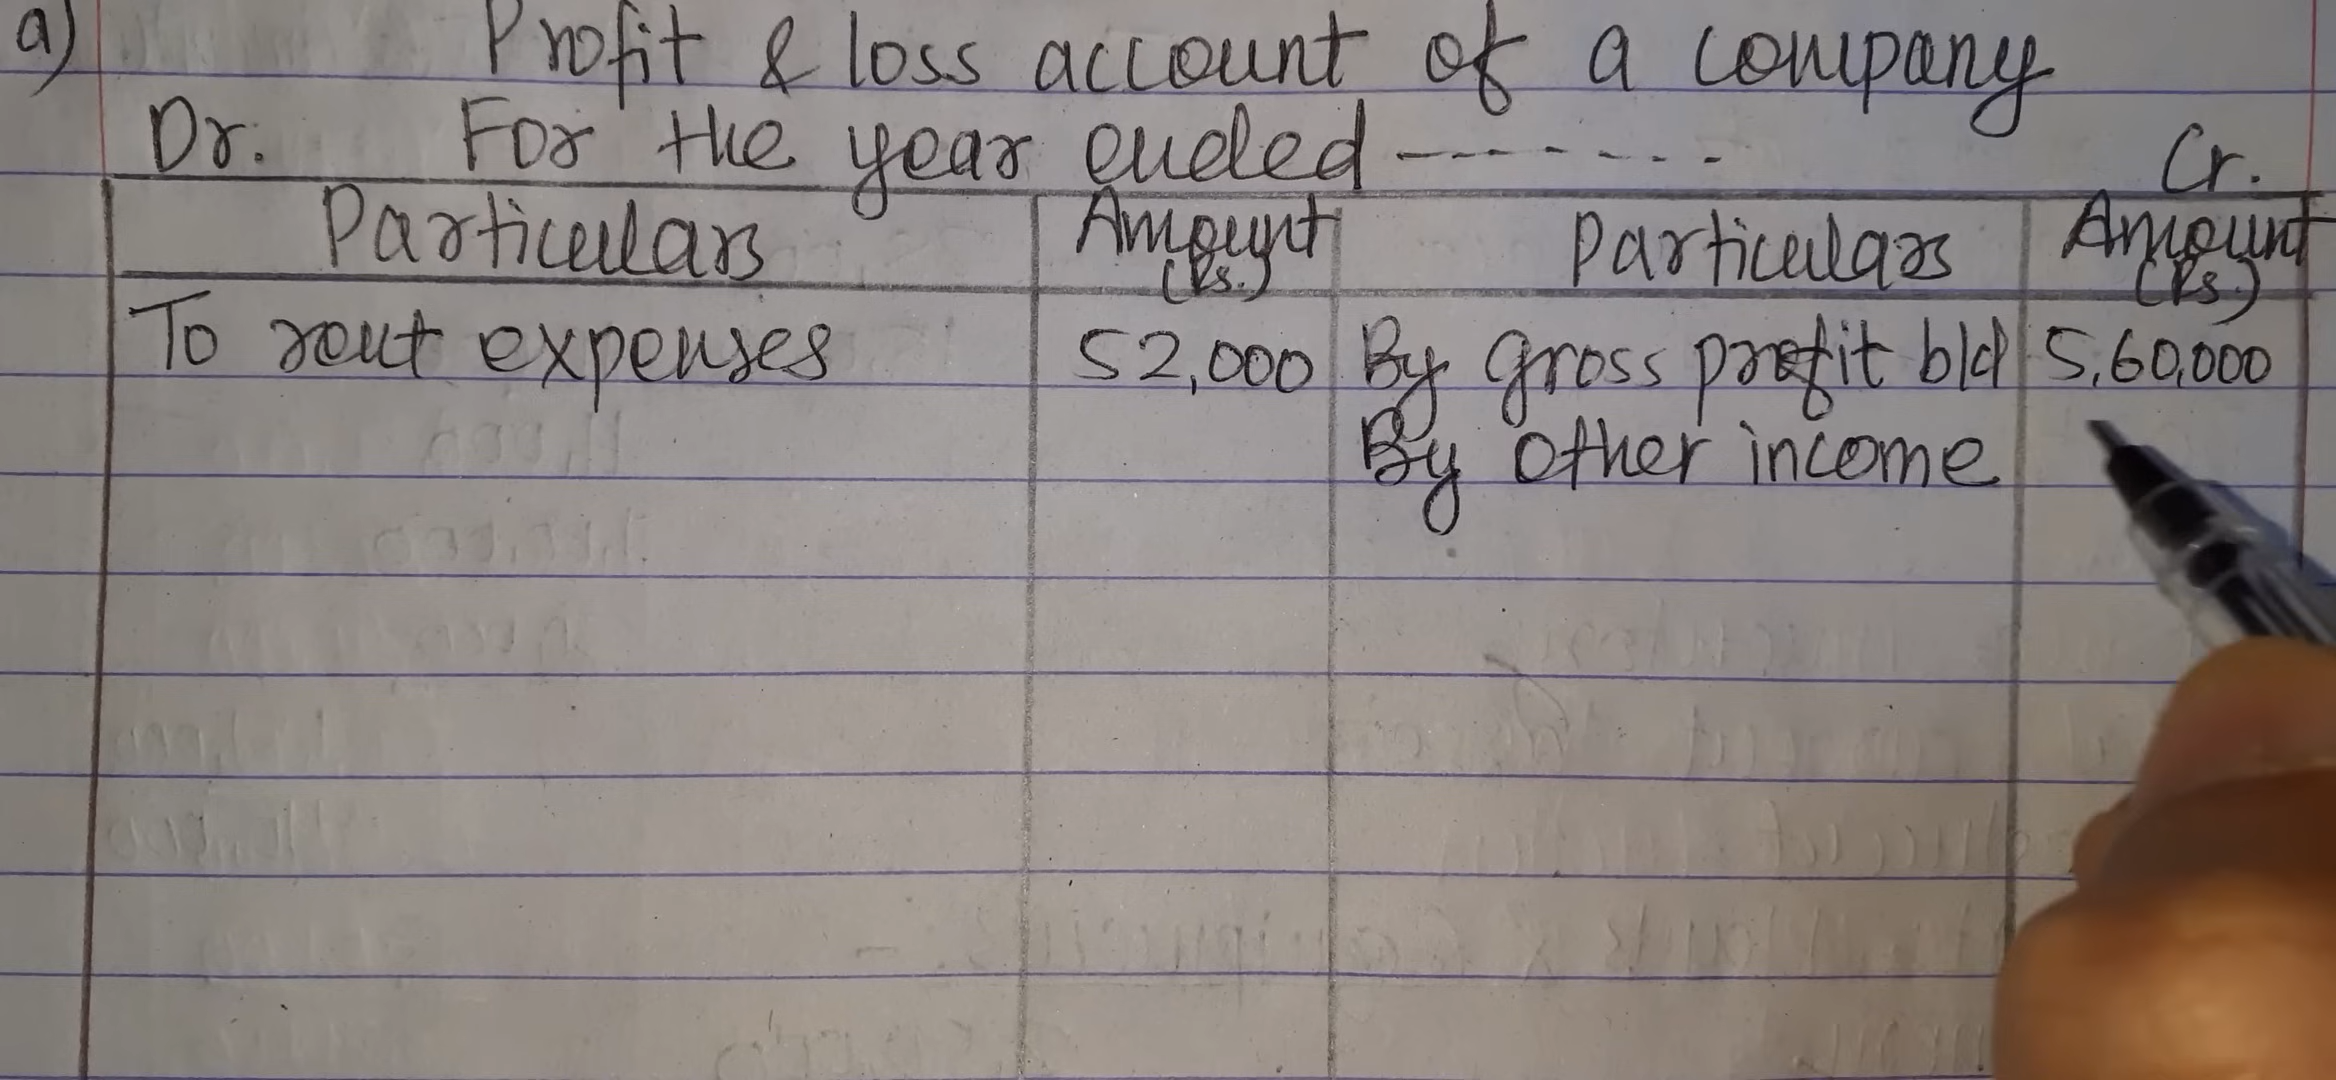 a) Profit & loss account of a company
Dr. For the year ended ------- Cr.
Particulars Amount (Rs.) Particulars Amount (Rs.)
To rent expenses 52,000 By gross profit b/d 5,60,000
By other income